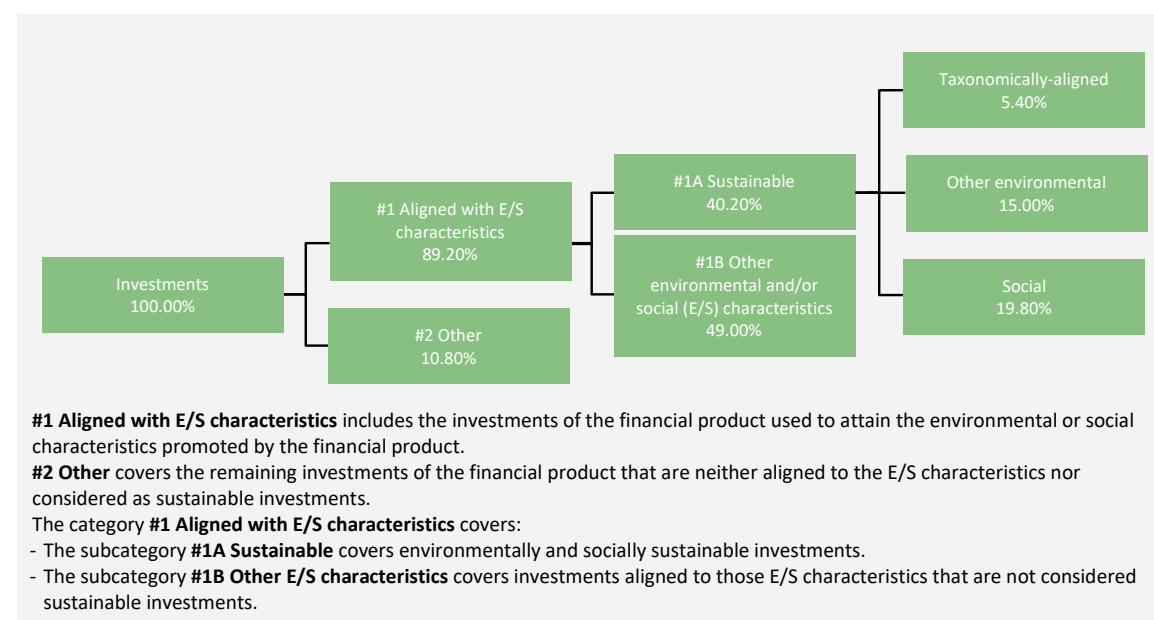 Taxonomically-aligned
5.40%
#1A Sustainable
40.20%
Other environmental
15.00%
#1 Aligned with E/S
characteristics
89.20%
#1B Other
environmental and/or
social (E/S) characteristics
49.00%
Investments
100.00%
Social
19.80%
#2 Other
10.80%
#1 Aligned with E/S characteristics includes the investments of the financial product used to attain the environmental or social
characteristics promoted by the financial product.
#2 Other covers the remaining investments of the financial product that are neither aligned to the E/S characteristics nor
considered as sustainable investments.
The category #1 Aligned with E/S characteristics covers:
- The subcategory #1A Sustainable covers environmentally and socially sustainable investments.
- The subcategory #1B Other E/S characteristics covers investments aligned to those E/S characteristics that are not considered
sustainable investments.